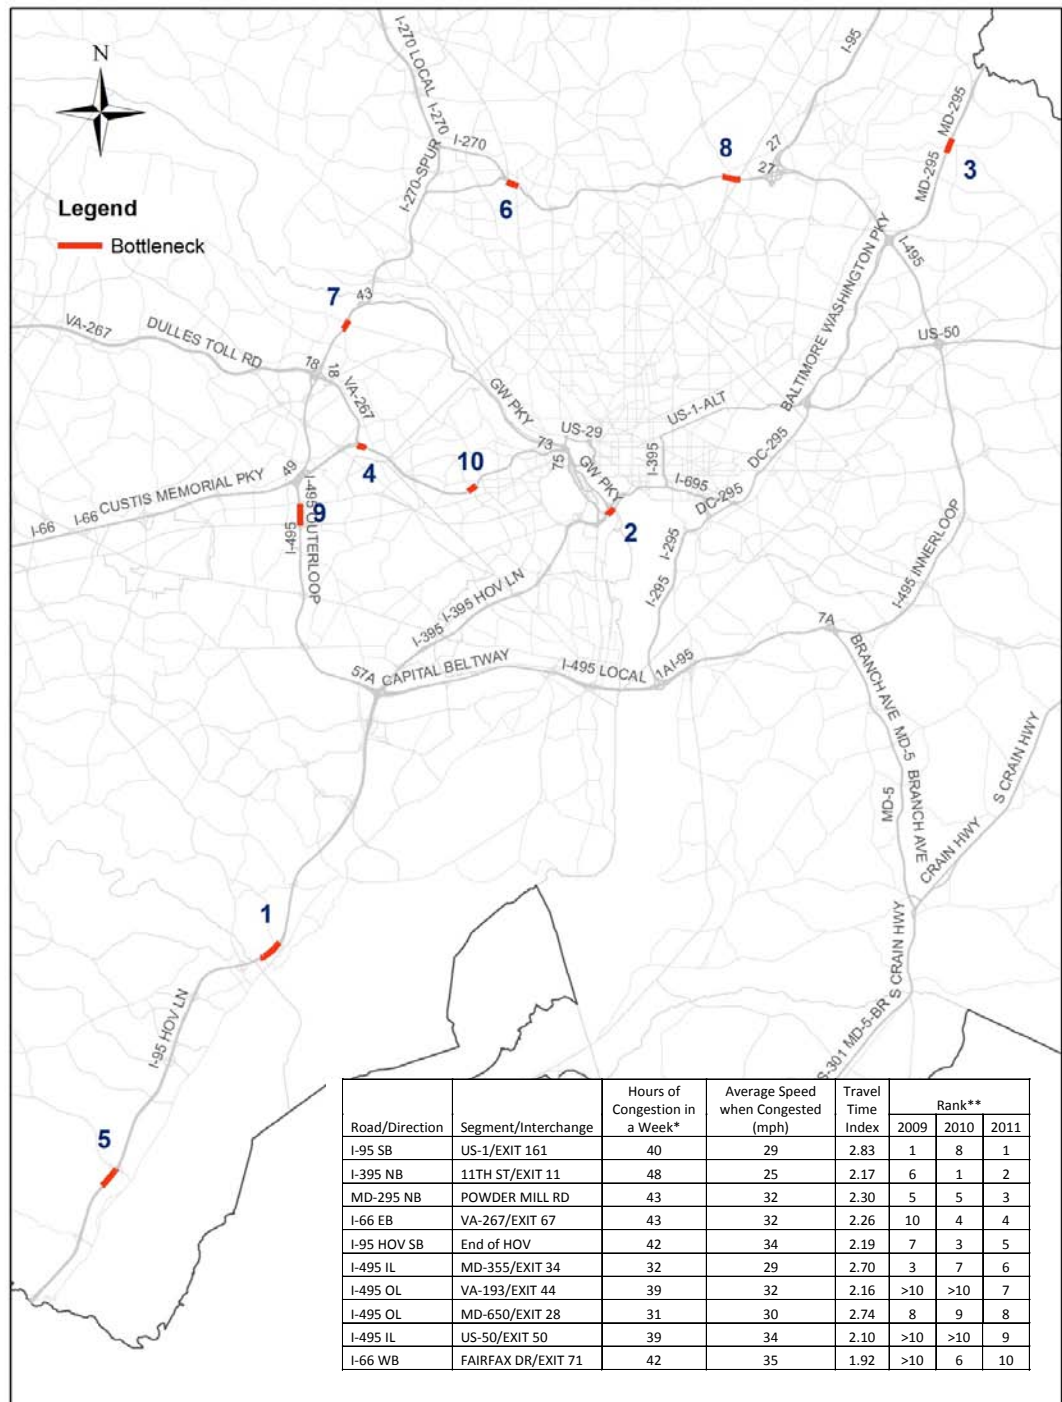 N
Legend
Bottleneck
I-270 LOCAL
I-270
I-270
I-270-SPUR
I-95
MD-295
MD-295
3
8
27
27
6
I-495
BALTIMORE WASHINGTON PKY
7
43
VA-267
DULLES TOLL RD
18
18
VA-267
US-50
GW PKY
US-29
US-1-ALT
73
75
GW PKY
I-395
10
4
49
CUSTIS MEMORIAL PKY
I-66
I-66
I-695
DC-295
DC-295
2
9
I-495
I-495 OUTERLOOP
I-295
I-295
I-395 HOV LN
I-395
I-495 INNERLOOP
7A
57A
CAPITAL BELTWAY
I-495 LOCAL
1AI-95
BRANCH AVE
MD-5
BRANCH AVE
MD-5
S CRAIN HWY
CRAIN HWY
1
S CRAIN HWY
I-95 HOV LN
S-301 MD-5-BR
5
Road/Direction Segment/Interchange Hours of Congestion in a Week* Average Speed when Congested (mph) Travel Time Index Rank**
2009 2010 2011
I-95 SB US-1/EXIT 161 40 29 2.83 1 8 1
I-395 NB 11TH ST/EXIT 11 48 25 2.17 6 1 2
MD-295 NB POWDER MILL RD 43 32 2.30 5 5 3
I-66 EB VA-267/EXIT 67 43 32 2.26 10 4 4
I-95 HOV SB End of HOV 42 34 2.19 7 3 5
I-495 IL MD-355/EXIT 34 32 29 2.70 3 7 6
I-495 OL VA-193/EXIT 44 39 32 2.16 >10 >10 7
I-495 OL MD-650/EXIT 28 31 30 2.74 8 9 8
I-495 IL US-50/EXIT 50 39 34 2.10 >10 >10 9
I-66 WB FAIRFAX DR/EXIT 71 42 35 1.92 >10 6 10